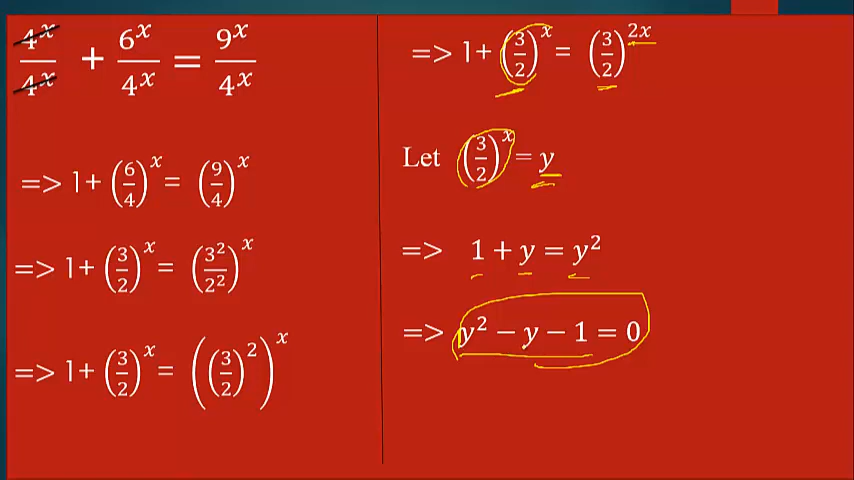 4^x/4^x + 6^x/4^x = 9^x/4^x
=> 1+ (6/4)^x = (9/4)^x
=> 1+ (3/2)^x = (3^2/2^2)^x
=> 1+ (3/2)^x = ((3/2)^2)^x
=> 1+ (3/2)^x = (3/2)^2x
Let (3/2)^x = y
=> 1 + y = y^2
=> y^2 − y − 1 = 0